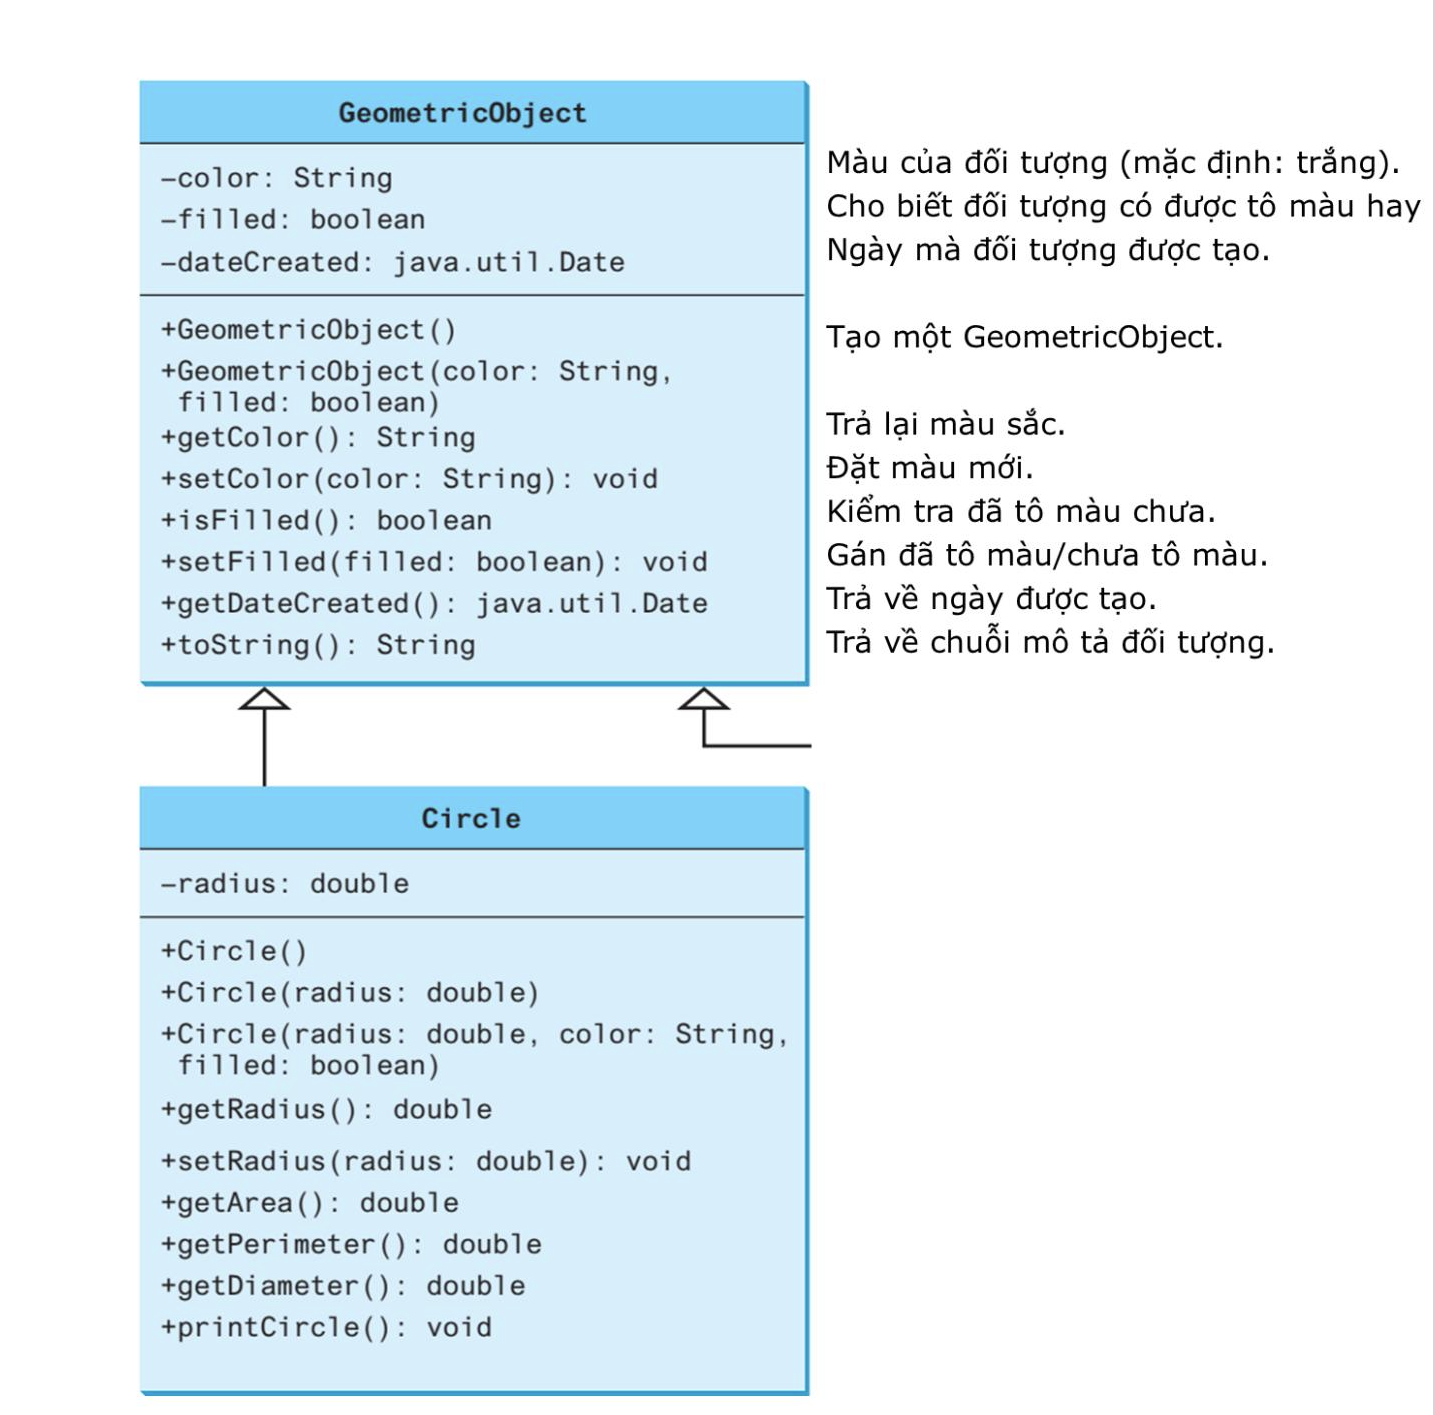 GeometricObject
–color: String
–filled: boolean
–dateCreated: java.util.Date
+GeometricObject()
+GeometricObject(color: String,
filled: boolean)
+getColor(): String
+setColor(color: String): void
+isFilled(): boolean
+setFilled(filled: boolean): void
+getDateCreated(): java.util.Date
+toString(): String
Màu của đối tượng (mặc định: trắng).
Cho biết đối tượng có được tô màu hay
Ngày mà đối tượng được tạo.
Tạo một GeometricObject.
Trả lại màu sắc.
Đặt màu mới.
Kiểm tra đã tô màu chưa.
Gán đã tô màu/chưa tô màu.
Trả về ngày được tạo.
Trả về chuỗi mô tả đối tượng.
Circle
–radius: double
+Circle()
+Circle(radius: double)
+Circle(radius: double, color: String,
filled: boolean)
+getRadius(): double
+setRadius(radius: double): void
+getArea(): double
+getPerimeter(): double
+getDiameter(): double
+printCircle(): void